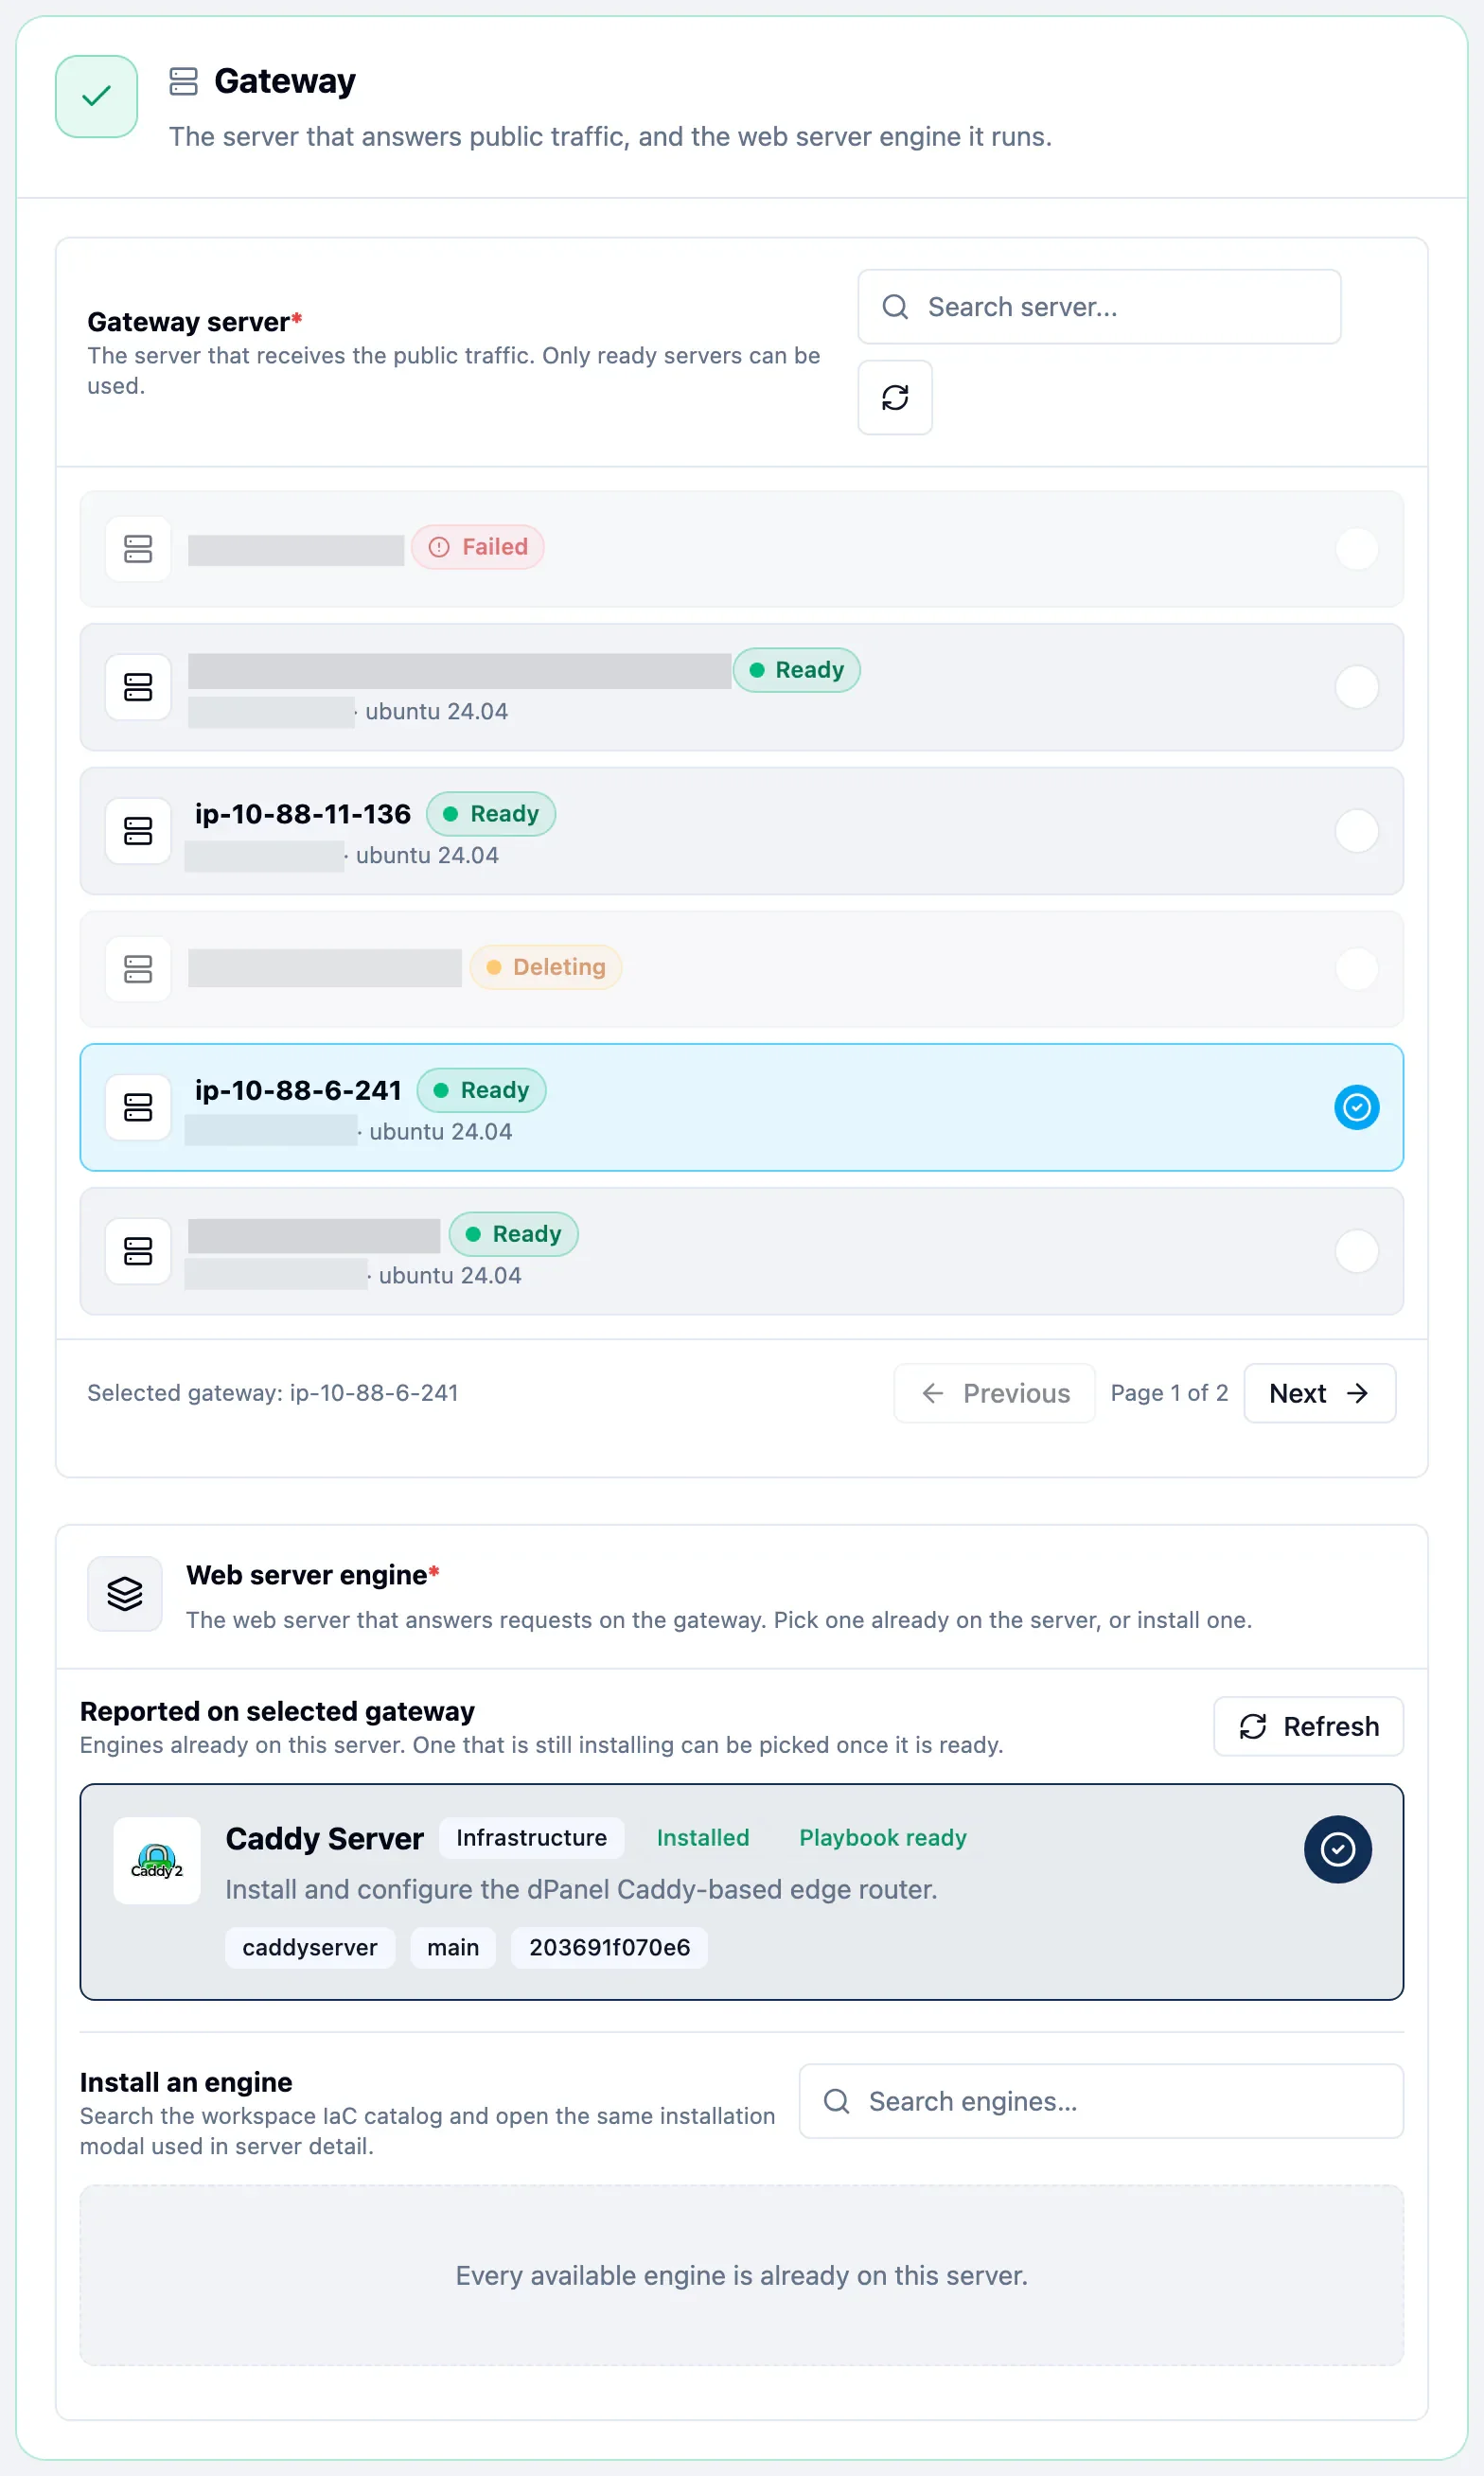 Gateway
The server that answers public traffic, and the web server engine it runs.
Gateway server*
The server that receives the public traffic. Only ready servers can be
used.
Search server...
Failed
Ready
· ubuntu 24.04
ip-10-88-11-136 Ready
· ubuntu 24.04
Deleting
ip-10-88-6-241 Ready
· ubuntu 24.04
Ready
· ubuntu 24.04
Selected gateway: ip-10-88-6-241
Previous Page 1 of 2 Next
Web server engine*
The web server that answers requests on the gateway. Pick one already on the server, or install one.
Reported on selected gateway
Engines already on this server. One that is still installing can be picked once it is ready.
Refresh
Caddy 2
Caddy Server Infrastructure Installed Playbook ready
Install and configure the dPanel Caddy-based edge router.
caddyserver main 203691f070e6
Install an engine
Search the workspace IaC catalog and open the same installation
modal used in server detail.
Search engines...
Every available engine is already on this server.